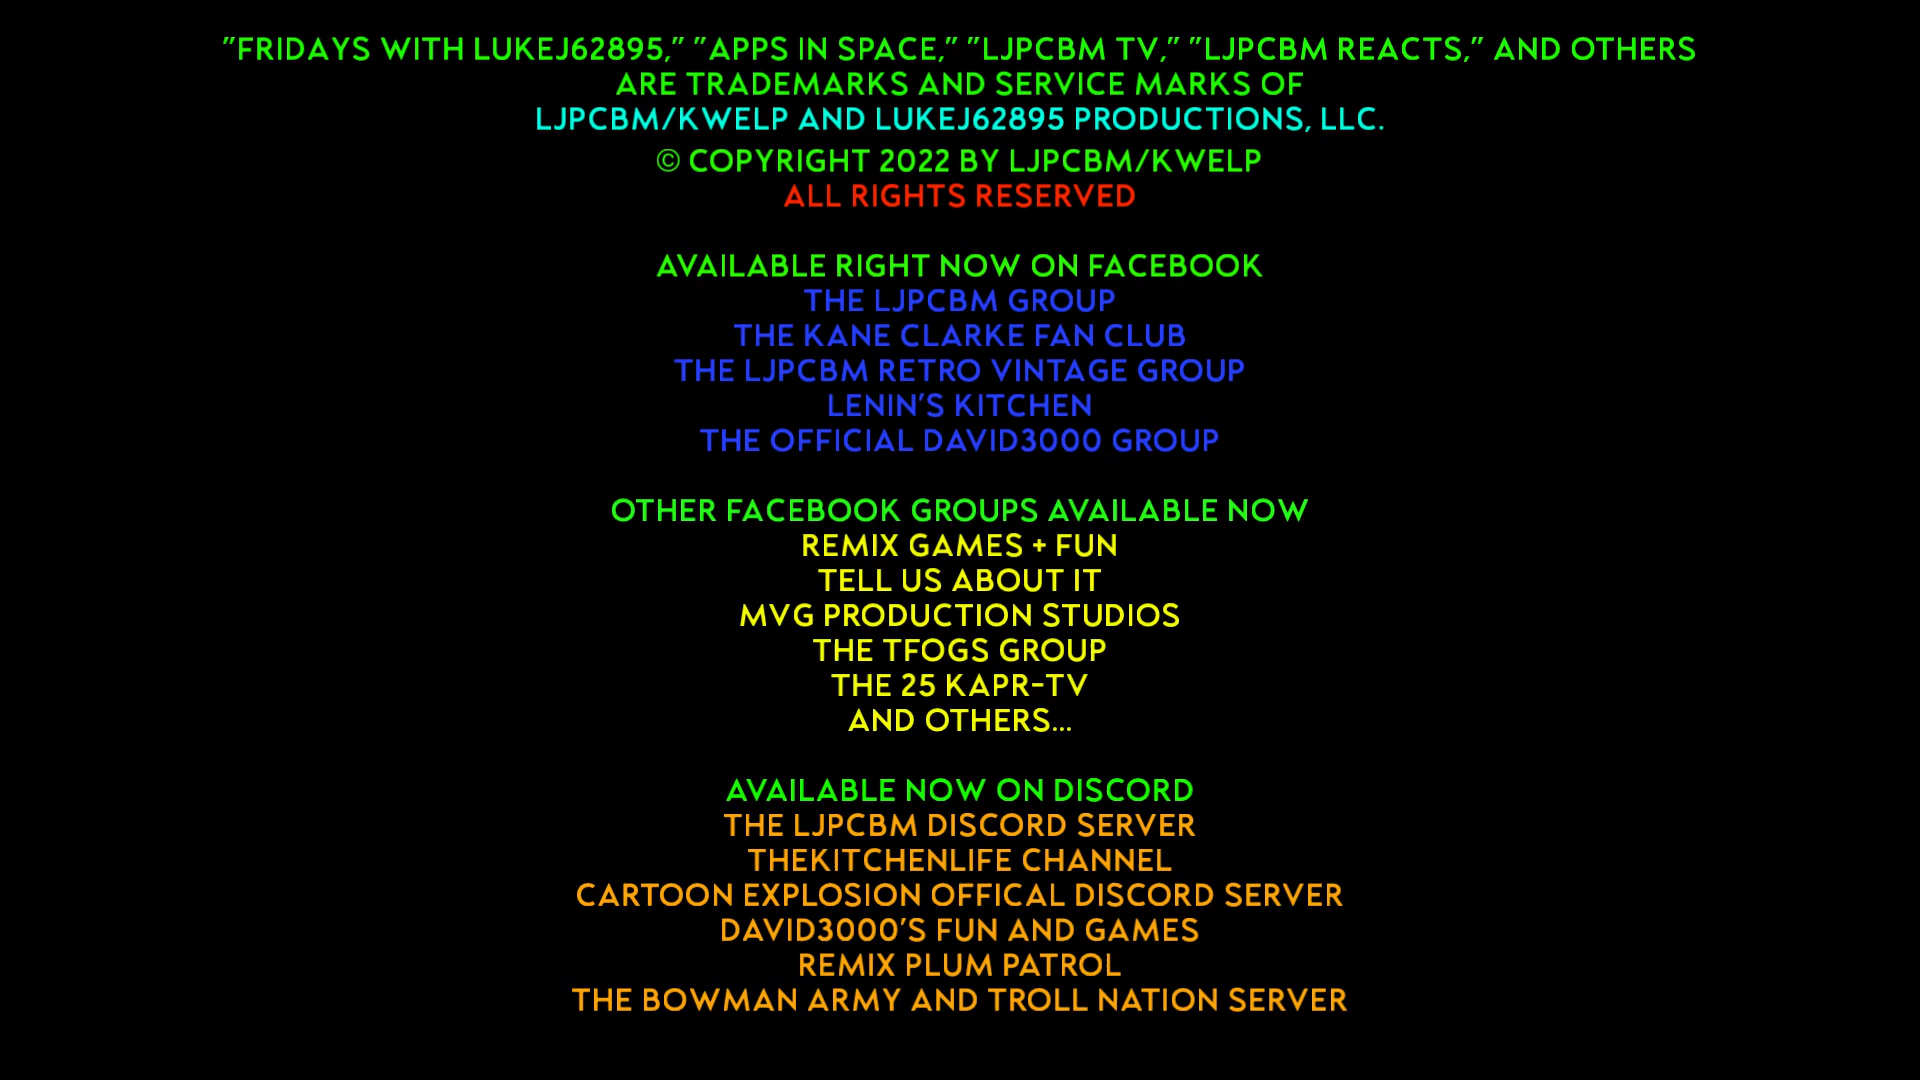 "FRIDAYS WITH LUKEJ62895," "APPS IN SPACE," "LJPCBM TV," "LJPCBM REACTS," AND OTHERS
ARE TRADEMARKS AND SERVICE MARKS OF
LJPCBM/KWELP AND LUKEJ62895 PRODUCTIONS, LLC.
© COPYRIGHT 2022 BY LJPCBM/KWELP
ALL RIGHTS RESERVED
AVAILABLE RIGHT NOW ON FACEBOOK
THE LJPCBM GROUP
THE KANE CLARKE FAN CLUB
THE LJPCBM RETRO VINTAGE GROUP
LENIN'S KITCHEN
THE OFFICIAL DAVID3000 GROUP
OTHER FACEBOOK GROUPS AVAILABLE NOW
REMIX GAMES + FUN
TELL US ABOUT IT
MVG PRODUCTION STUDIOS
THE TFOGS GROUP
THE 25 KAPR-TV
AND OTHERS...
AVAILABLE NOW ON DISCORD
THE LJPCBM DISCORD SERVER
THEKITCHENLIFE CHANNEL
CARTOON EXPLOSION OFFICAL DISCORD SERVER
DAVID3000'S FUN AND GAMES
REMIX PLUM PATROL
THE BOWMAN ARMY AND TROLL NATION SERVER